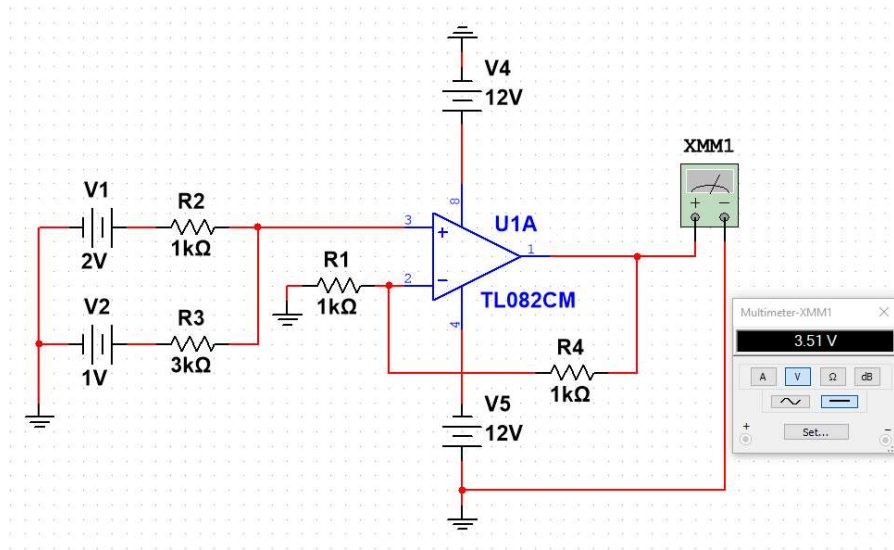 V4
12V
XMM1
+
−
V1
2V
R2
1kΩ
3
8
+
U1A
1
R1
1kΩ
2
−
TL082CM
4
V2
1V
R3
3kΩ
R4
1kΩ
V5
12V
Multimeter-XMM1
3.51 V
A V Ω dB
+ Set... −